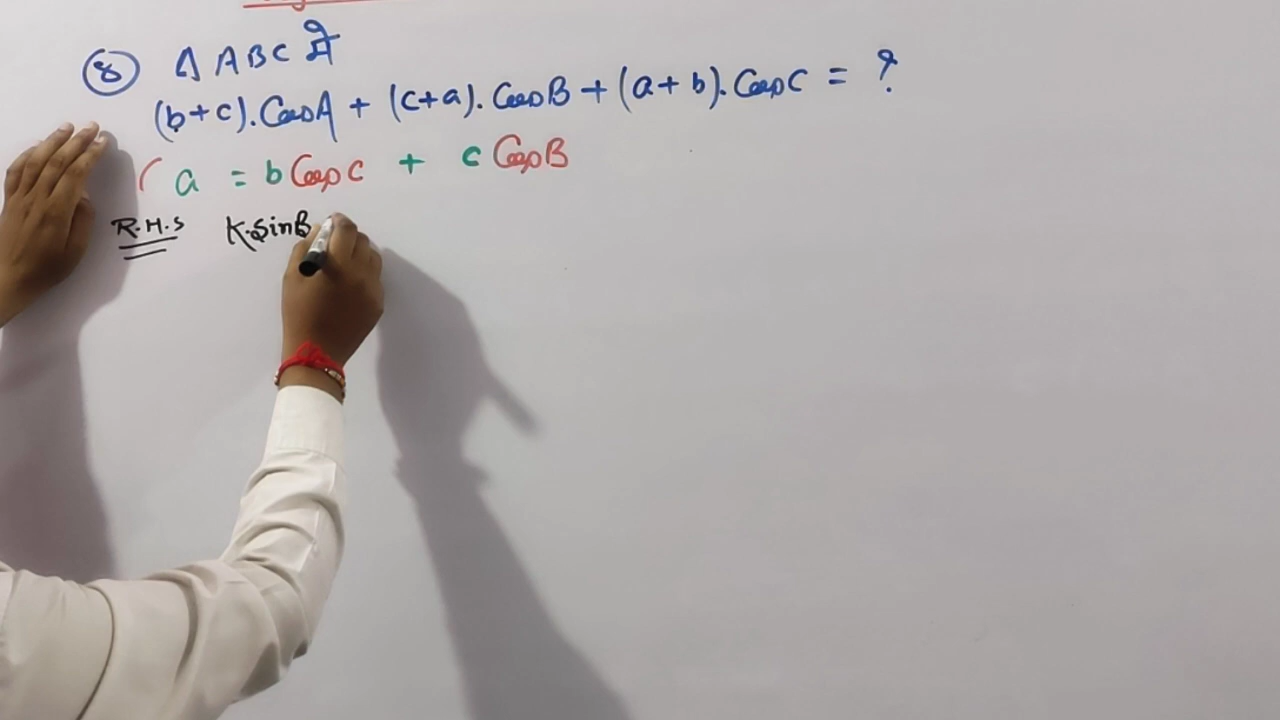 8 Δ ABC में
(b+c).CosA + (c+a).CosB + (a+b).CosC = ?
( a = b CosC + c CosB
R.H.S K.SinB